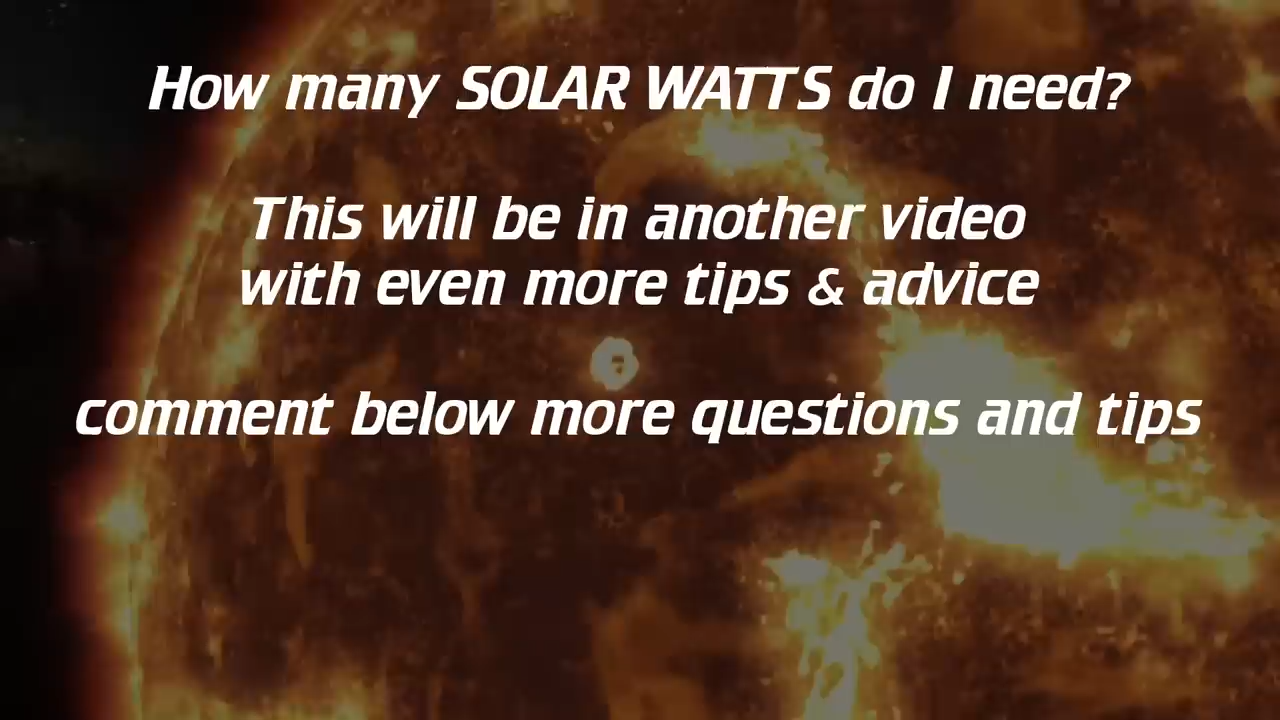 How many SOLAR WATTS do I need?
This will be in another video
with even more tips & advice
comment below more questions and tips